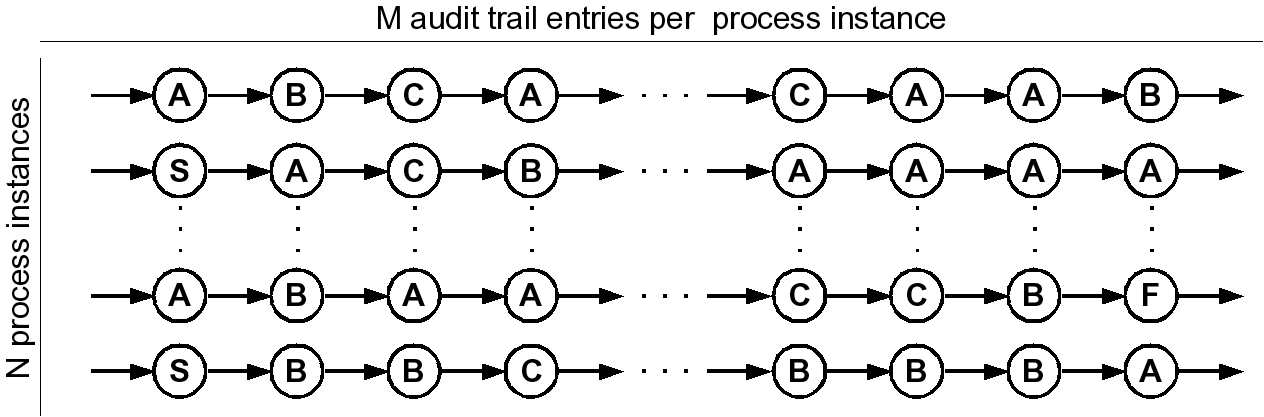 M audit trail entries per process instance
N process instances
A B C A . . . C A A B
S A C B . . . A A A A
A B A A . . . C C B F
S B B C . . . B B B A